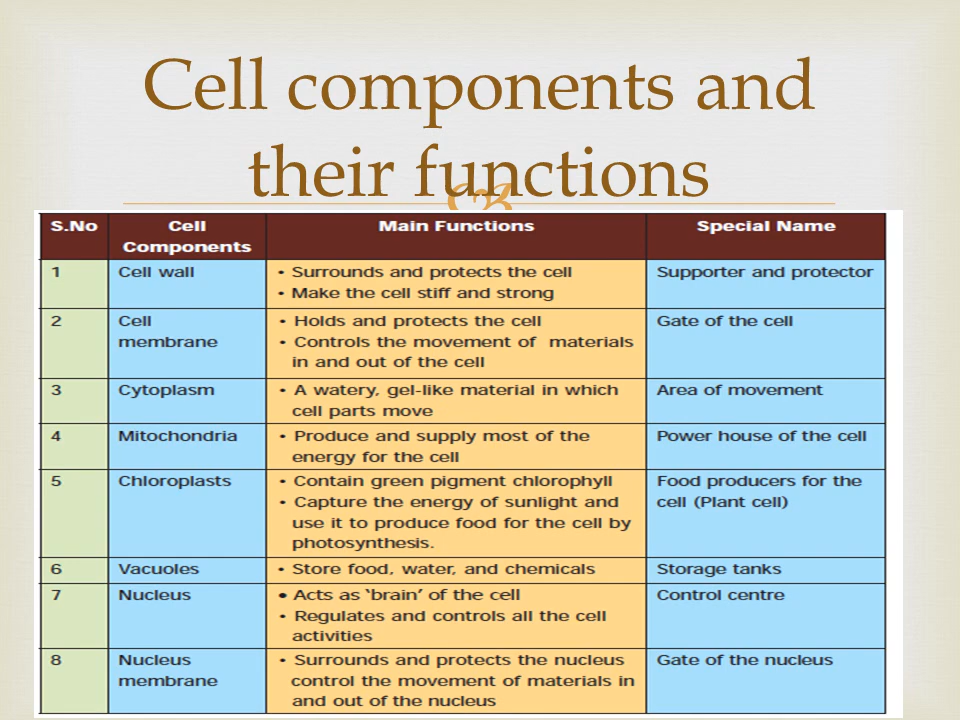 Cell components and
their functions
S.No
Cell
Components
Main Functions
Special Name
1
Cell wall
• Surrounds and protects the cell
• Make the cell stiff and strong
Supporter and protector
2
Cell
membrane
• Holds and protects the cell
• Controls the movement of materials
in and out of the cell
Gate of the cell
3
Cytoplasm
• A watery, gel-like material in which
cell parts move
Area of movement
4
Mitochondria
• Produce and supply most of the
energy for the cell
Power house of the cell
5
Chloroplasts
• Contain green pigment chlorophyll
• Capture the energy of sunlight and
use it to produce food for the cell by
photosynthesis.
Food producers for the
cell (Plant cell)
6
Vacuoles
• Store food, water, and chemicals
Storage tanks
7
Nucleus
• Acts as ‘brain’ of the cell
• Regulates and controls all the cell
activities
Control centre
8
Nucleus
membrane
• Surrounds and protects the nucleus
control the movement of materials in
and out of the nucleus
Gate of the nucleus